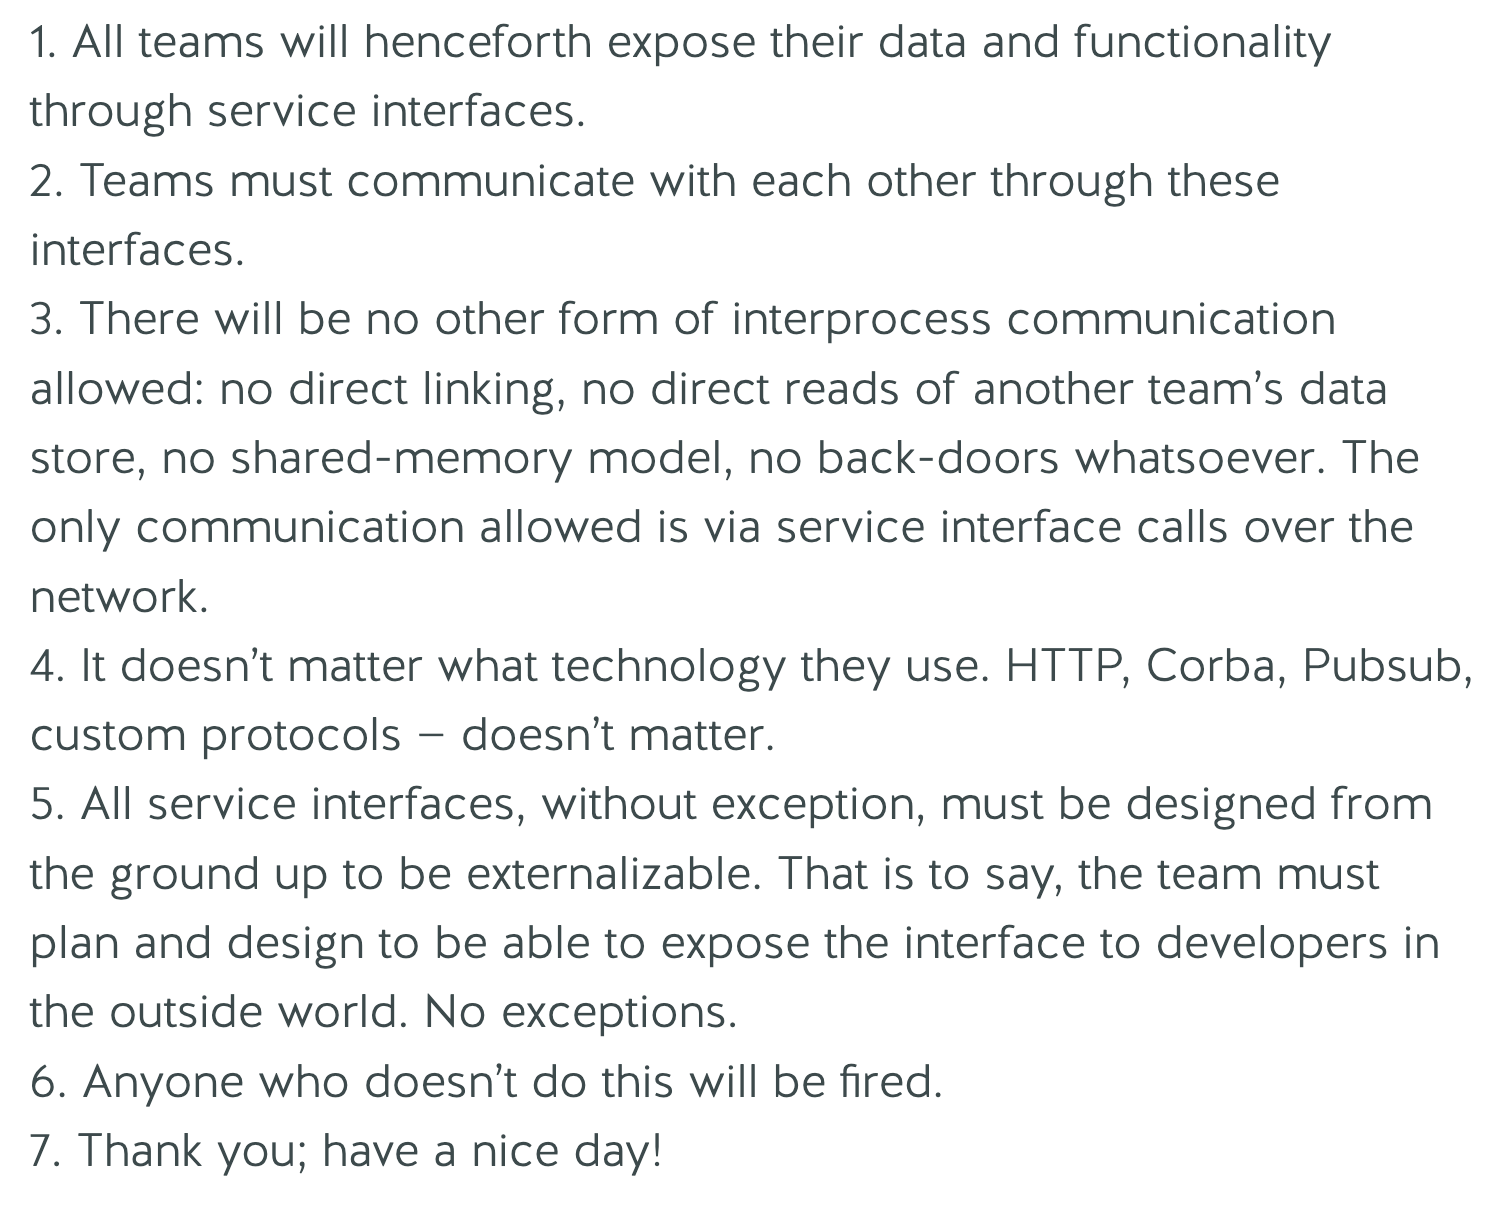 1. All teams will henceforth expose their data and functionality
through service interfaces.
2. Teams must communicate with each other through these
interfaces.
3. There will be no other form of interprocess communication
allowed: no direct linking, no direct reads of another team’s data
store, no shared-memory model, no back-doors whatsoever. The
only communication allowed is via service interface calls over the
network.
4. It doesn’t matter what technology they use. HTTP, Corba, Pubsub,
custom protocols – doesn’t matter.
5. All service interfaces, without exception, must be designed from
the ground up to be externalizable. That is to say, the team must
plan and design to be able to expose the interface to developers in
the outside world. No exceptions.
6. Anyone who doesn’t do this will be fired.
7. Thank you; have a nice day!